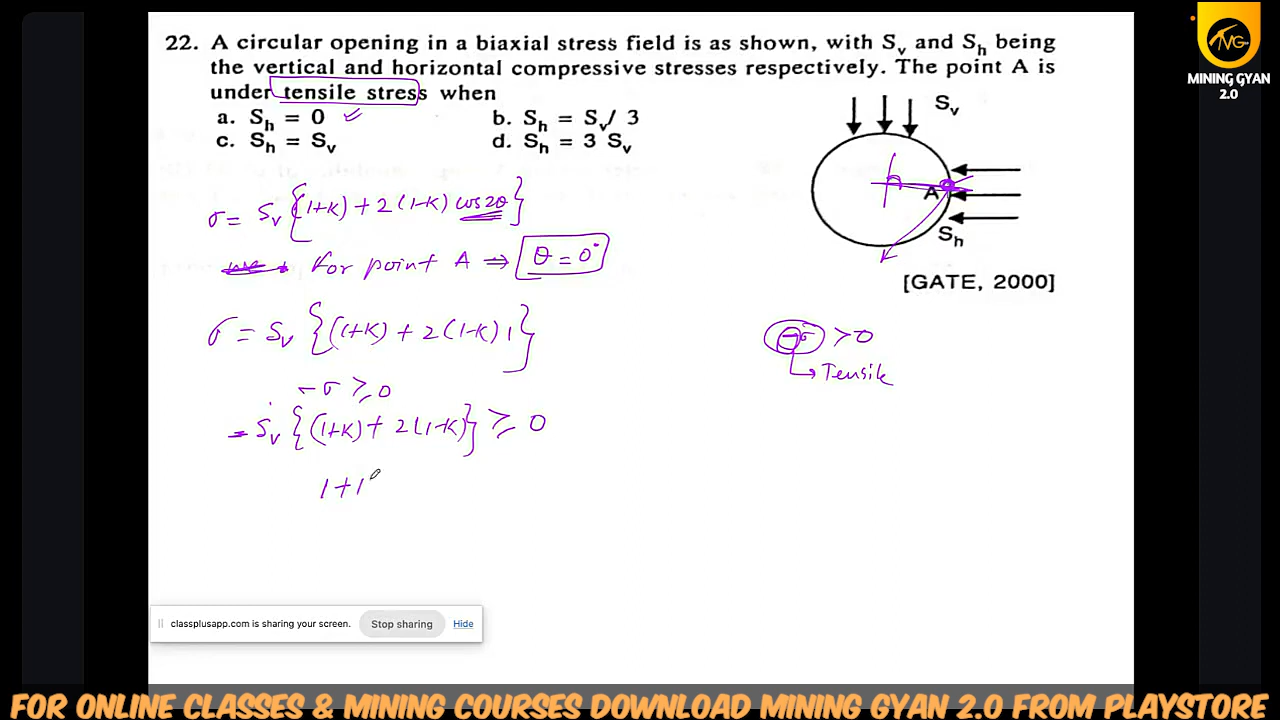 22. A circular opening in a biaxial stress field is as shown, with Sv and Sh being
the vertical and horizontal compressive stresses respectively. The point A is
under tensile stress when
a. Sh = 0 ✓
b. Sh = Sv/ 3
c. Sh = Sv
d. Sh = 3 Sv
Sv
A
Sh
[GATE, 2000]
σ = Sv {(1+K) + 2(1-K) cos2θ}
For point A ⇒ θ = 0°
σ = Sv {(1+K) + 2(1-K) 1}
-σ ≥ 0
= Sv {(1+K) + 2(1-K)} ≥ 0
1+1
-σ > 0
Tensile
TMG
MINING GYAN
2.0
classplusapp.com is sharing your screen.
Stop sharing
Hide
FOR ONLINE CLASSES & MINING COURSES DOWNLOAD MINING GYAN 2.0 FROM PLAYSTORE